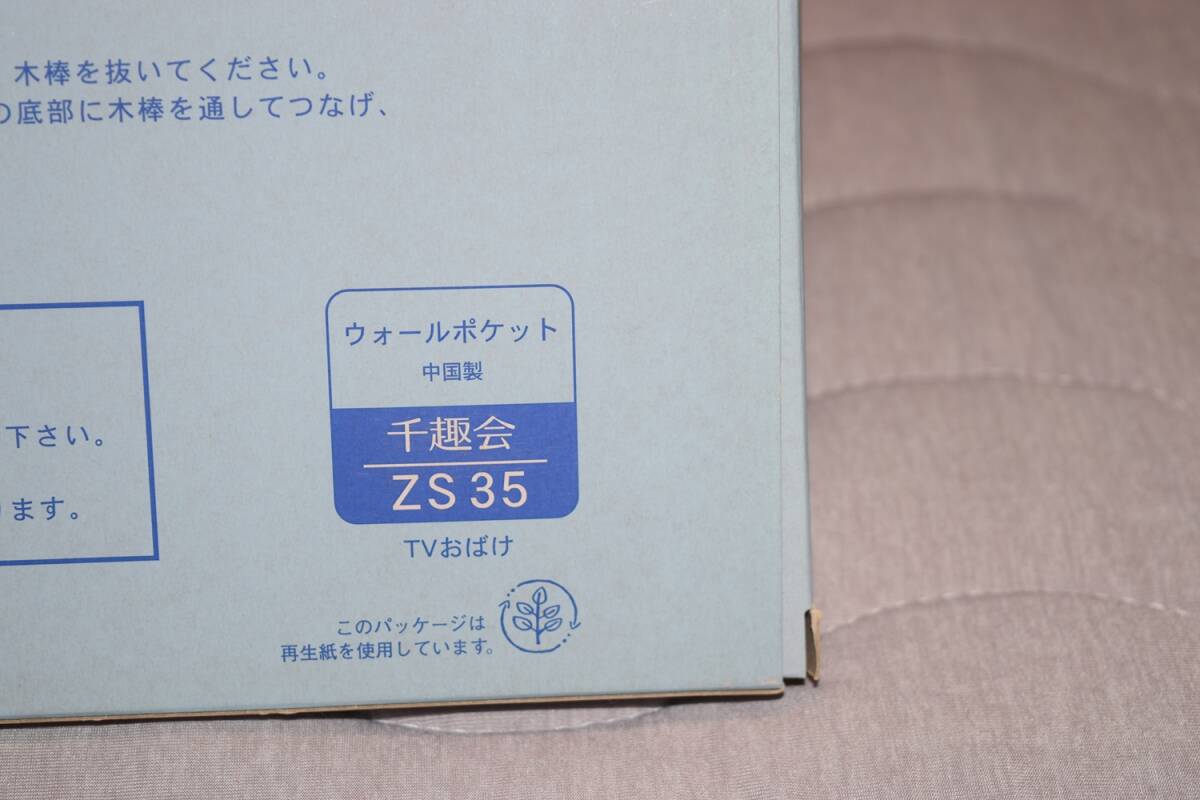 木棒を抜いてください。
の底部に木棒を通してつなげ、
下さい。
ります。
ウォールポケット
中国製
千趣会
ZS 35
TVおばけ
このパッケージは
再生紙を使用しています。